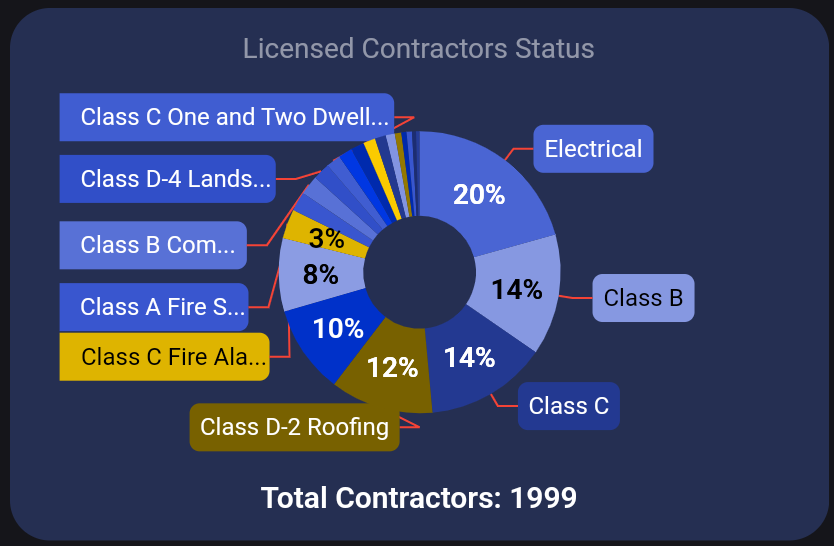 Licensed Contractors Status
Class C One and Two Dwell...
Electrical
Class D-4 Lands...
20%
Class B Com...
3%
8%
14%
Class B
Class A Fire S...
10%
Class C Fire Ala...
12%
14%
Class C
Class D-2 Roofing
Total Contractors: 1999